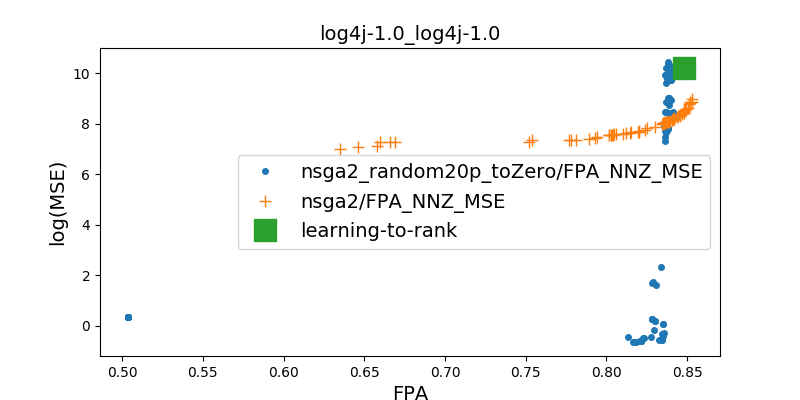 log4j-1.0_log4j-1.0
log(MSE)
10
8
6
4
2
0
nsga2_random20p_toZero/FPA_NNZ_MSE
nsga2/FPA_NNZ_MSE
learning-to-rank
0.50 0.55 0.60 0.65 0.70 0.75 0.80 0.85
FPA